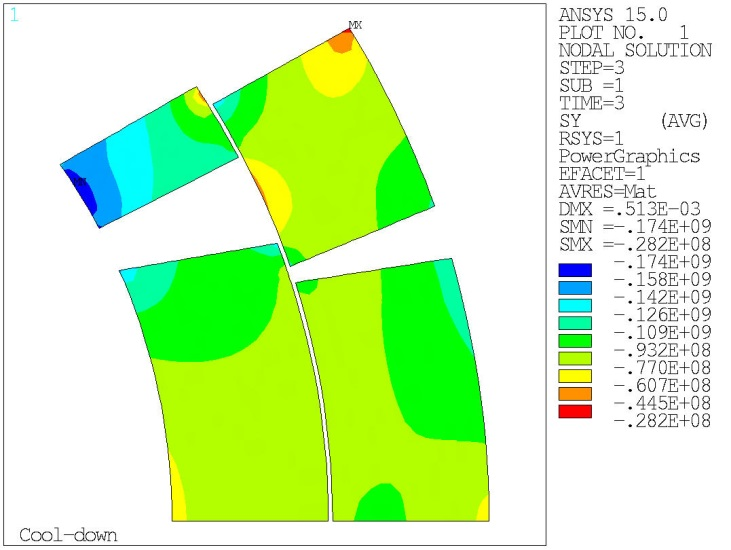 1
MX
ANSYS 15.0
PLOT NO. 1
NODAL SOLUTION
STEP=3
SUB =1
TIME=3
SY (AVG)
RSYS=1
PowerGraphics
EFACET=1
AVRES=Mat
DMX =.513E-03
SMN =-.174E+09
SMX =-.282E+08
-.174E+09
-.158E+09
-.142E+09
-.126E+09
-.109E+09
-.932E+08
-.770E+08
-.607E+08
-.445E+08
-.282E+08
Cool-down